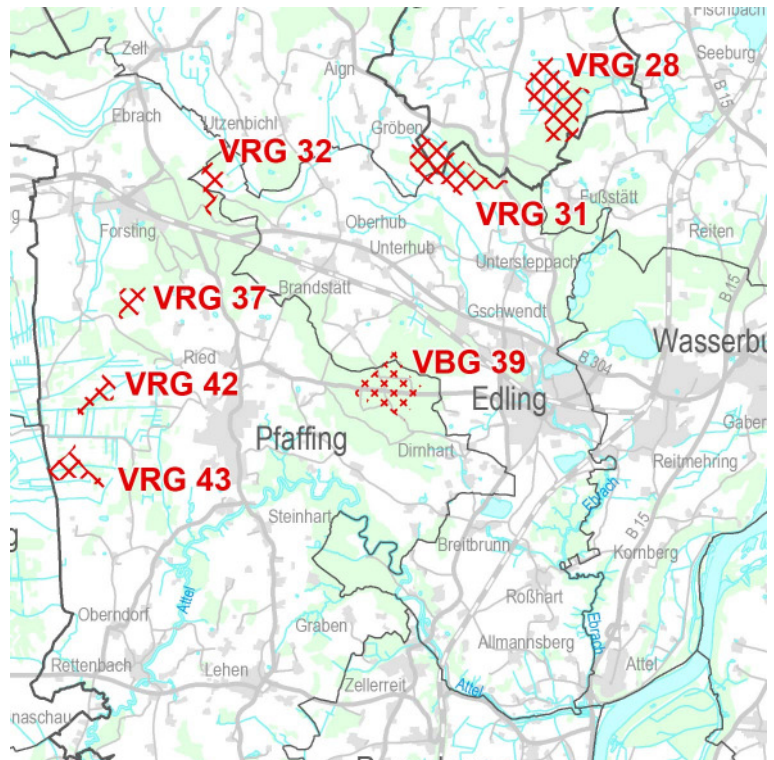 Fischbach
Zell
Seeburg
VRG 28
Aign
B 15
Ebrach
Utzenbichl
Gröben
VRG 32
Fußstätt
VRG 31
Oberhub
Forsting
Reiten
Unterhub
Untersteppach
Brandstätt
VRG 37
B 15
Gschwendt
Wasserbu
Ried
VBG 39
B 304
VRG 42
Edling
Pfaffing
Gaber
Dirnhart
Reitmehring
VRG 43
Ebrach
Steinhart
B 15
Breitbrunn
Kornberg
Attel
Roßhart
Oberndorf
Graben
Ebrach
Allmannsberg
Rettenbach
Lehen
Attel
Zellerreit
Attel
naschau